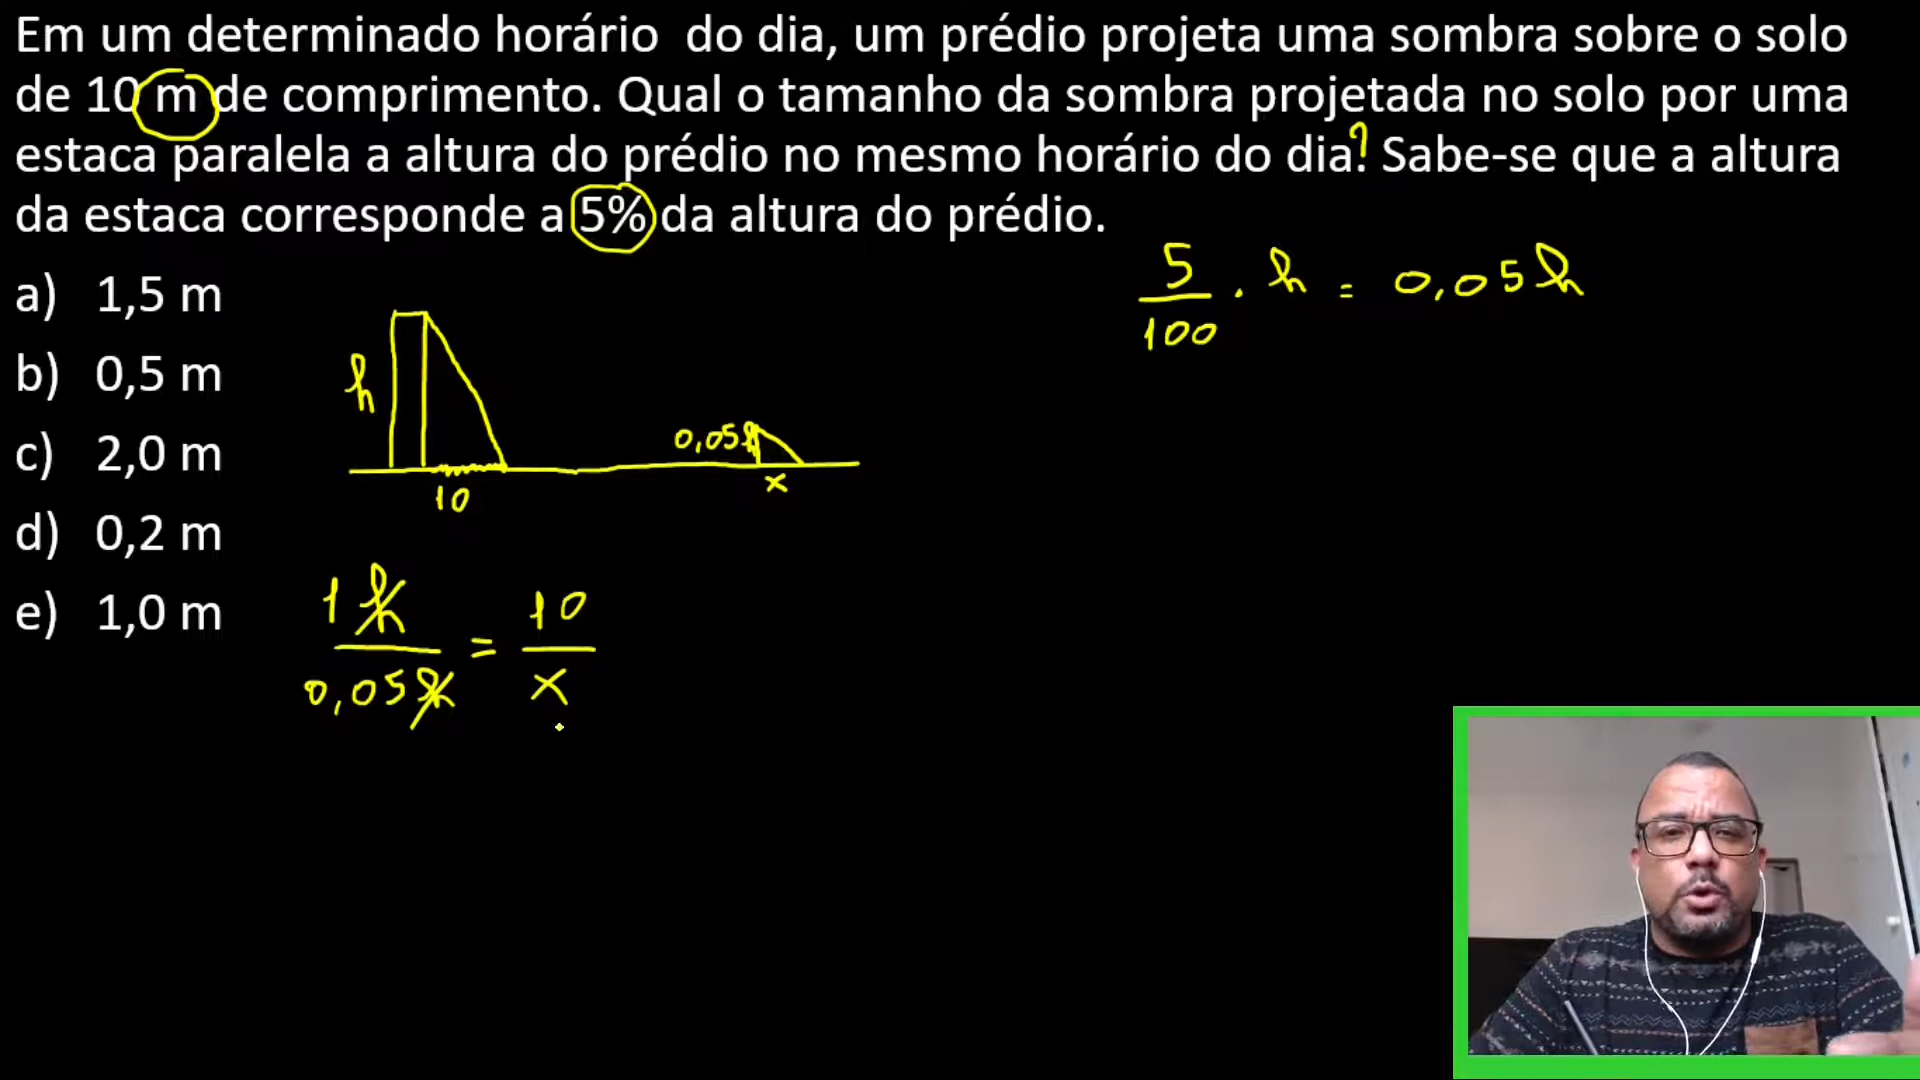 Em um determinado horário do dia, um prédio projeta uma sombra sobre o solo
de 10 m de comprimento. Qual o tamanho da sombra projetada no solo por uma
estaca paralela a altura do prédio no mesmo horário do dia? Sabe-se que a altura
da estaca corresponde a 5% da altura do prédio.
5/100 . h = 0,05h
a) 1,5 m
b) 0,5 m
c) 2,0 m
d) 0,2 m
e) 1,0 m
h
0,05h
10
x
1h/0,05h = 10/x